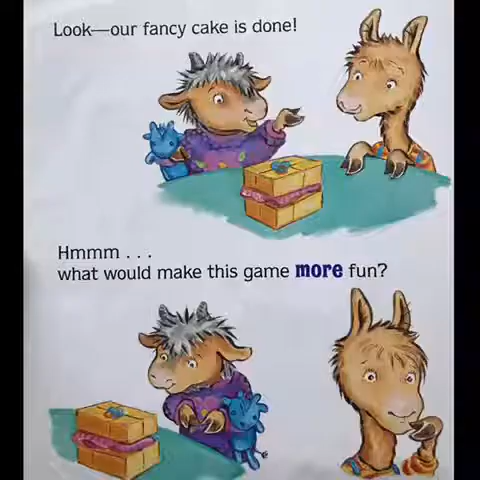 Look—our fancy cake is done!
Hmmm . . .
what would make this game more fun?